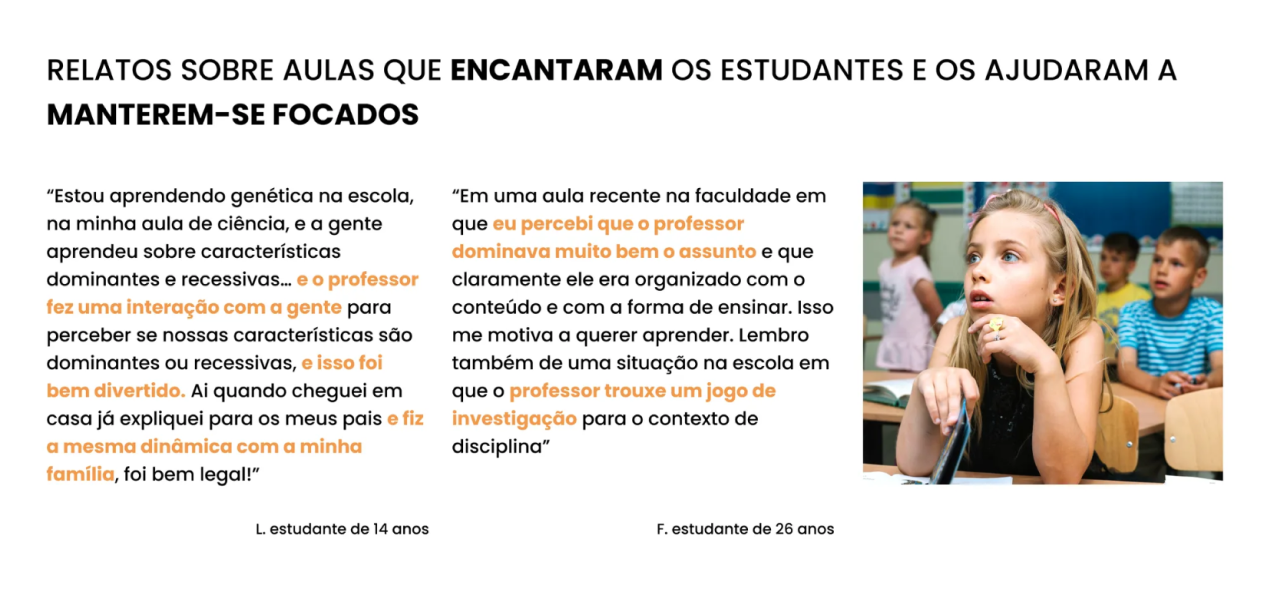 RELATOS SOBRE AULAS QUE ENCANTARAM OS ESTUDANTES E OS AJUDARAM A
MANTEREM-SE FOCADOS
“Estou aprendendo genética na escola,
na minha aula de ciência, e a gente
aprendeu sobre características
dominantes e recessivas... e o professor
fez uma interação com a gente para
perceber se nossas características são
dominantes ou recessivas, e isso foi
bem divertido. Ai quando cheguei em
casa já expliquei para os meus pais e fiz
a mesma dinâmica com a minha
família, foi bem legal!”
L. estudante de 14 anos
“Em uma aula recente na faculdade em
que eu percebi que o professor
dominava muito bem o assunto e que
claramente ele era organizado com o
conteúdo e com a forma de ensinar. Isso
me motiva a querer aprender. Lembro
também de uma situação na escola em
que o professor trouxe um jogo de
investigação para o contexto de
disciplina”
F. estudante de 26 anos